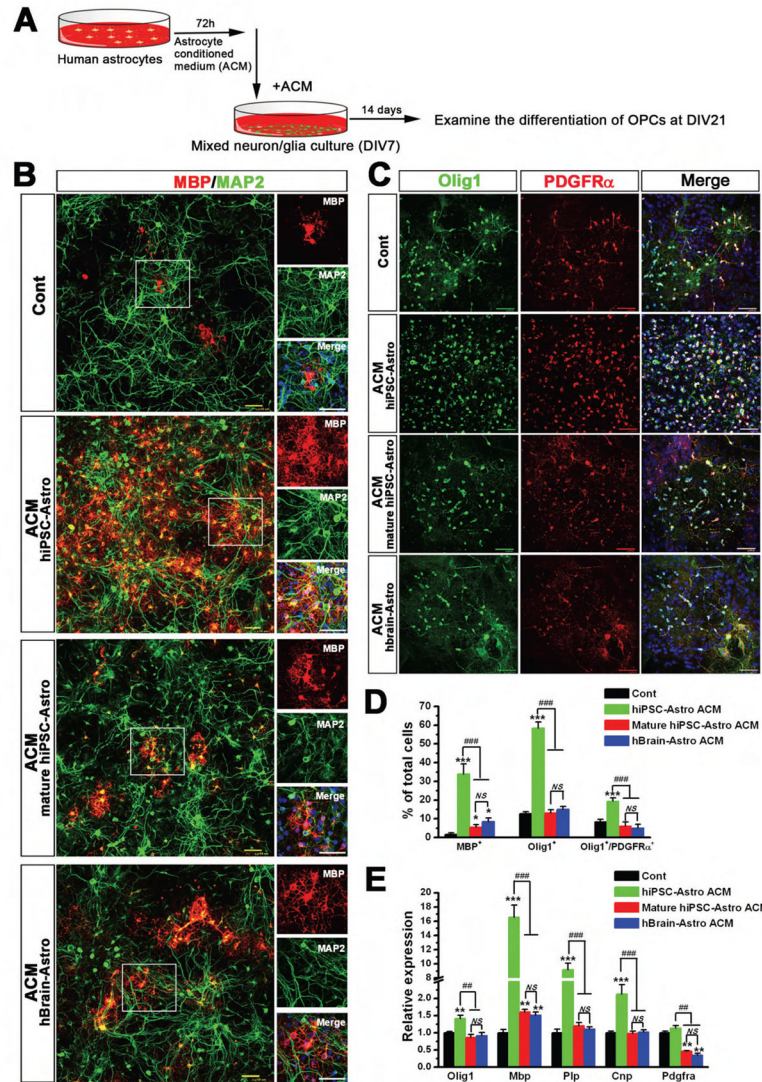 A
72h
Astrocyte
conditioned
medium (ACM)
Human astrocytes
+ACM
14 days
Examine the differentiation of OPCs at DIV21
Mixed neuron/glia culture (DIV7)
B
MBP/MAP2
Cont
MBP
MAP2
Merge
ACM
hiPSC-Astro
MBP
MAP2
Merge
ACM
mature hiPSC-Astro
MBP
MAP2
Merge
ACM
hBrain-Astro
MBP
MAP2
Merge
C
Olig1
PDGFRα
Merge
Cont
ACM
hiPSC-Astro
ACM
mature hiPSC-Astro
ACM
hbrain-Astro
D
% of total cells
70
60
50
40
30
20
10
0
Cont
hiPSC-Astro ACM
Mature hiPSC-Astro ACM
hBrain-Astro ACM
###
***
NS
*
*
###
***
NS
###
***
NS
MBP⁺
Olig1⁺
Olig1⁺/PDGFRα⁺
E
Relative expression
20
18
16
14
12
10
8
2.5
2.0
1.5
1.0
0.5
0.0
Cont
hiPSC-Astro ACM
Mature hiPSC-Astro ACM
hBrain-Astro ACM
##
**
NS
###
***
NS
**
**
###
***
NS
###
***
NS
##
NS
**
**
Olig1
Mbp
Plp
Cnp
Pdgfra